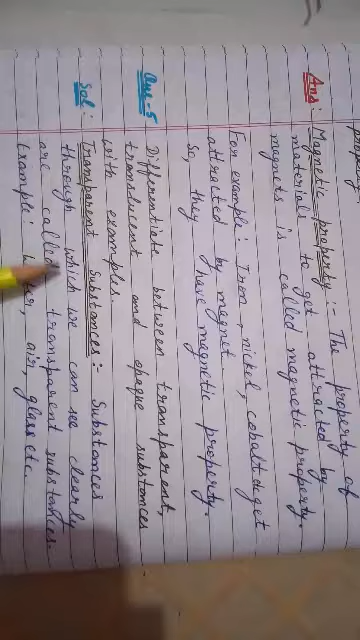 Ans: Magnetic property :- The property of
materials to get attracted by
magnets is called magnetic property.
For example: Iron, nickel, cobalt get
attracted by magnet
So, they have magnetic property.
Que-5 Differentiate between transparent,
translucent and opaque substances
with examples.
Sol: Transparent Substances:- Substances
through which we can see clearly
are called transparent substances.
Example: air, glass etc.